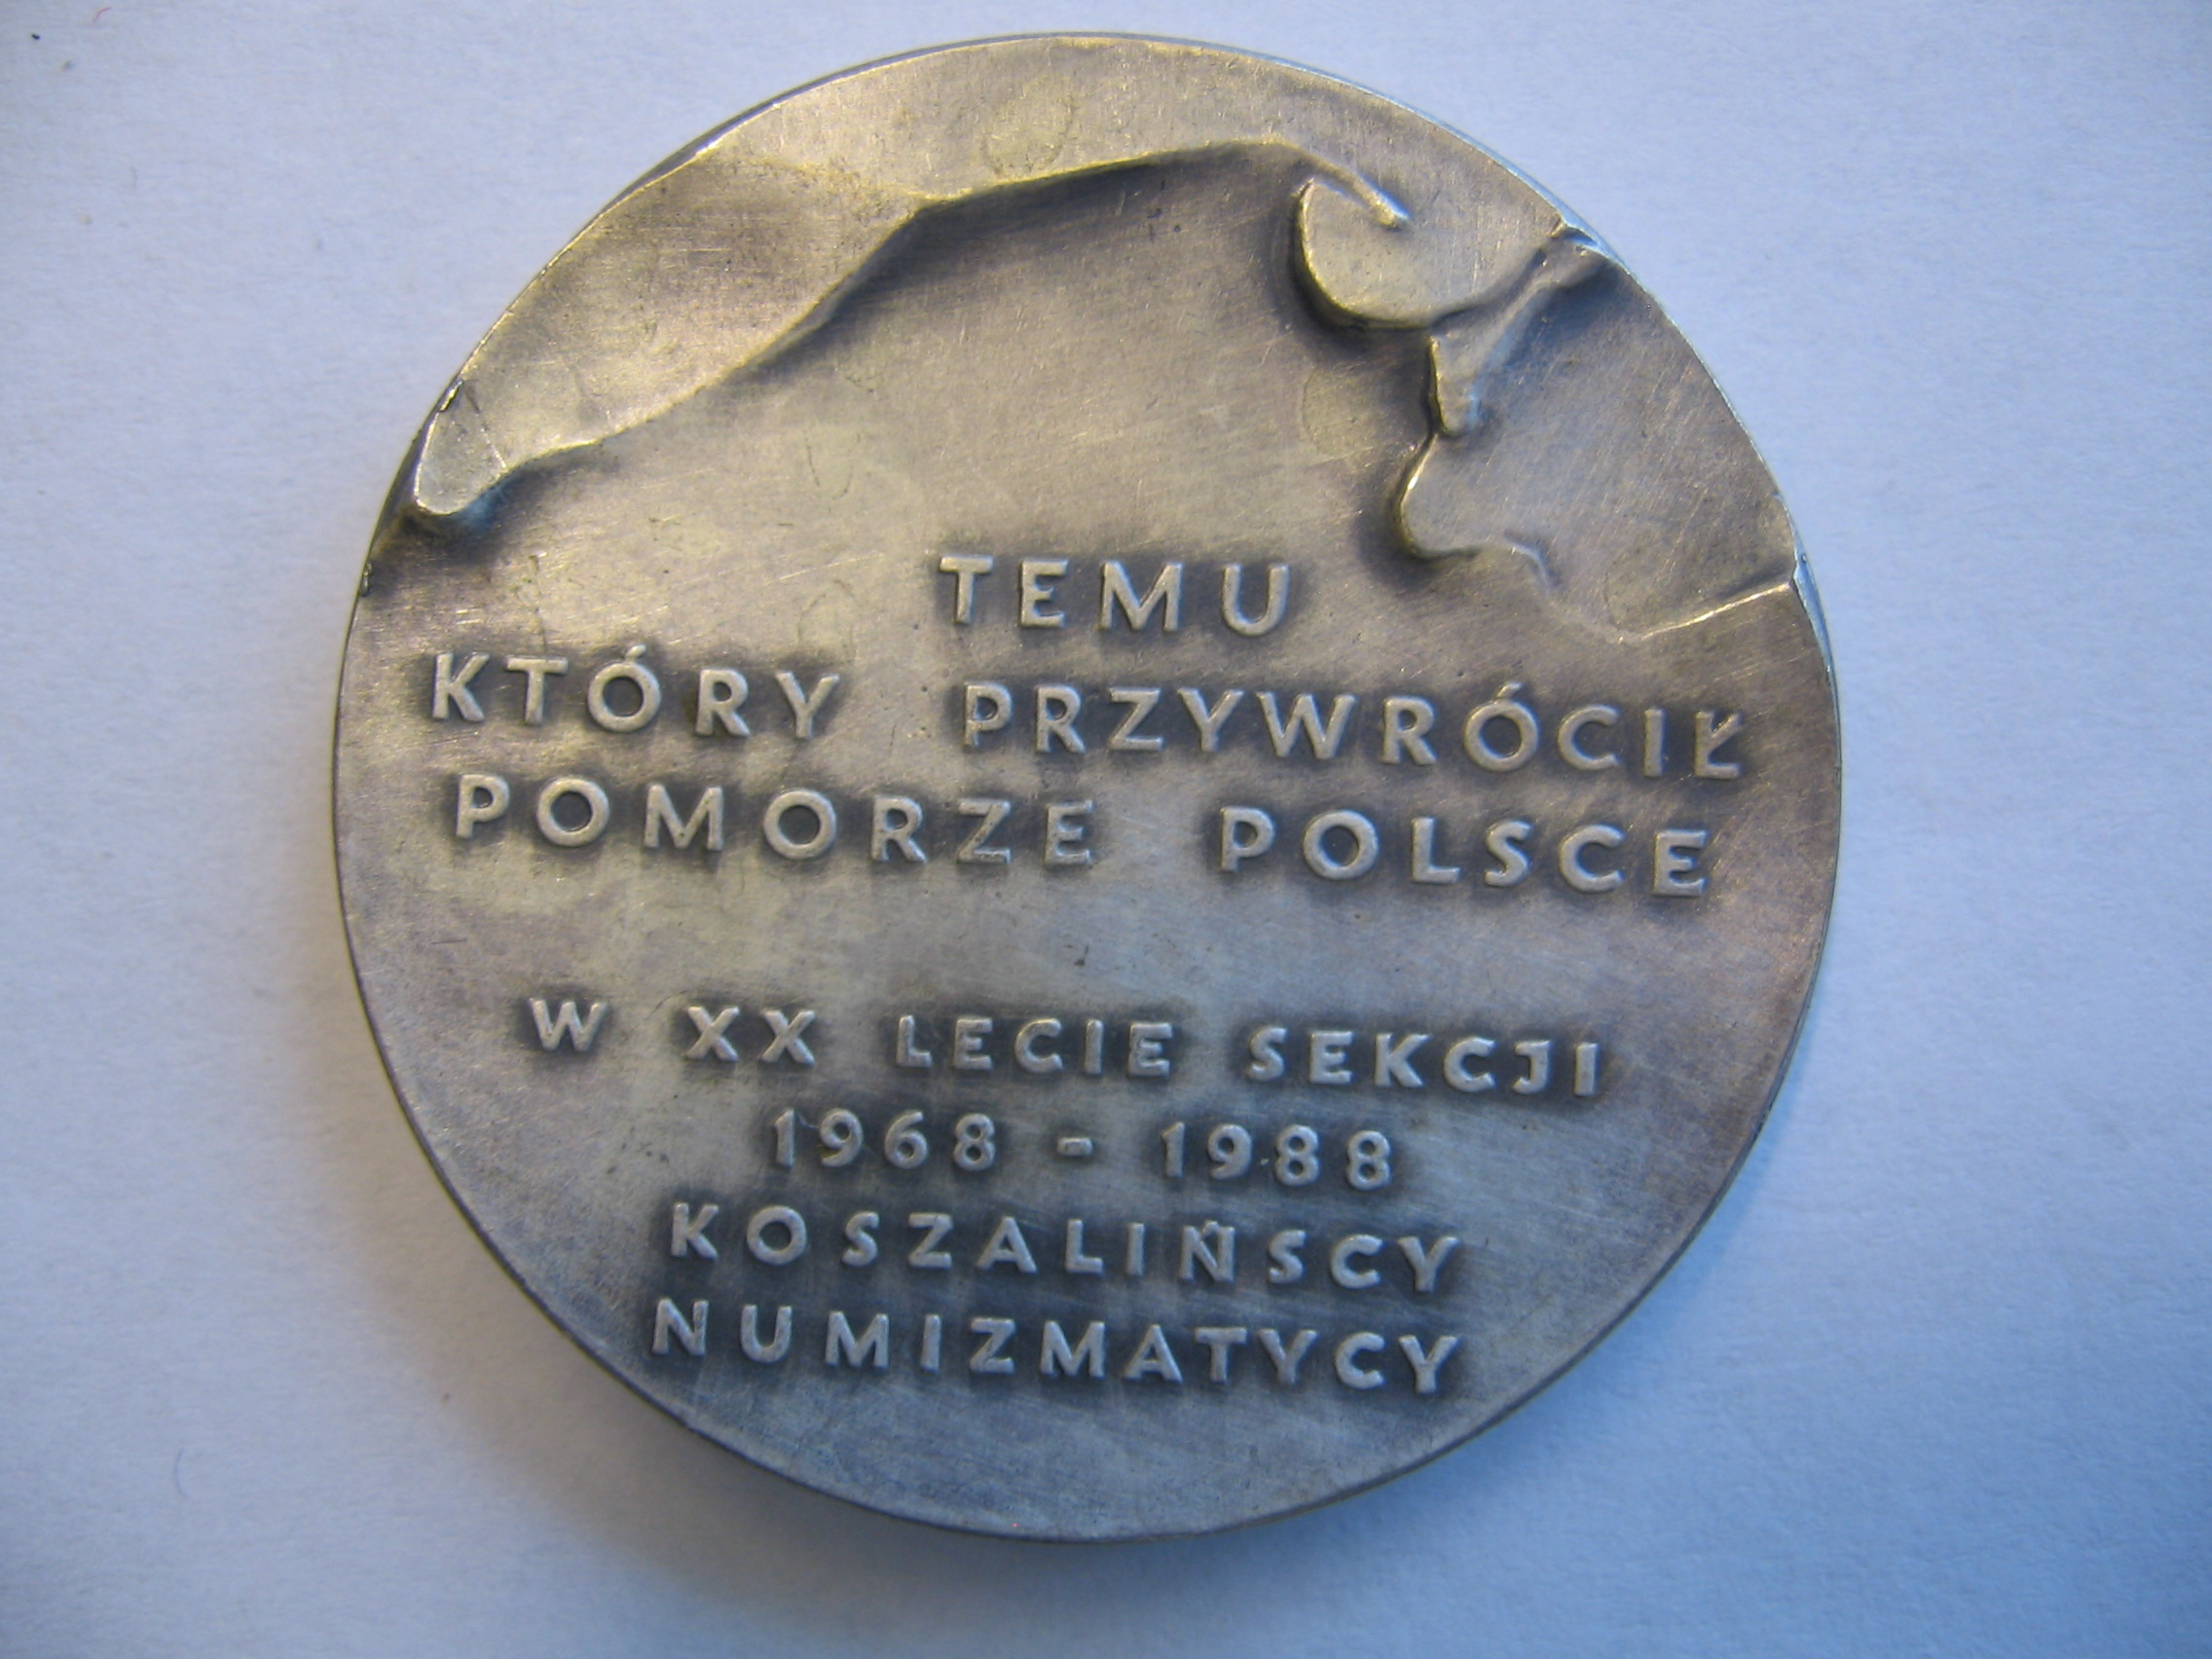 TEMU
KTÓRY PRZYWRÓCIŁ
POMORZE POLSCE
W XX LECIE SEKCJI
1968 - 1988
KOSZALIŃSCY
NUMIZMATYCY